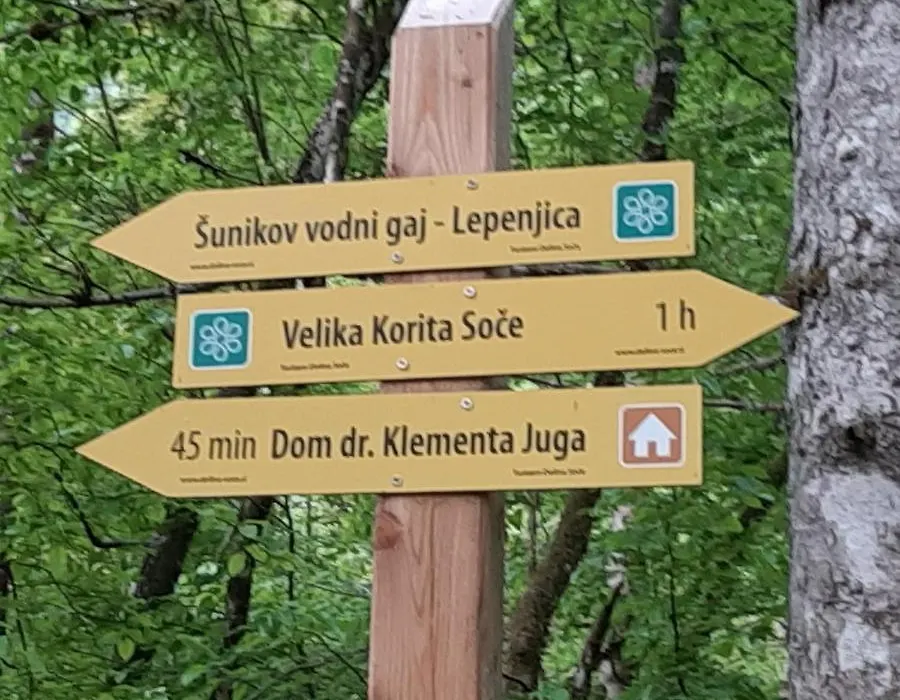 Šunikov vodni gaj - Lepenjica
Velika Korita Soče 1 h
45 min Dom dr. Klementa Juga